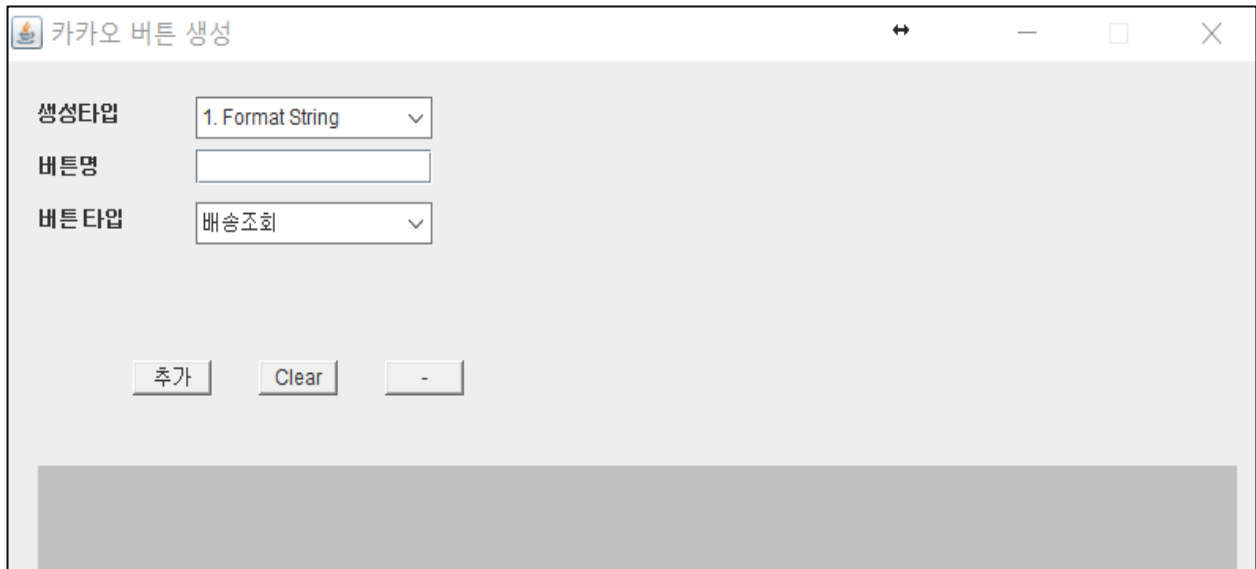 카카오 버튼 생성
생성타입 1. Format String
버튼명
버튼타입 배송조회
추가 Clear -